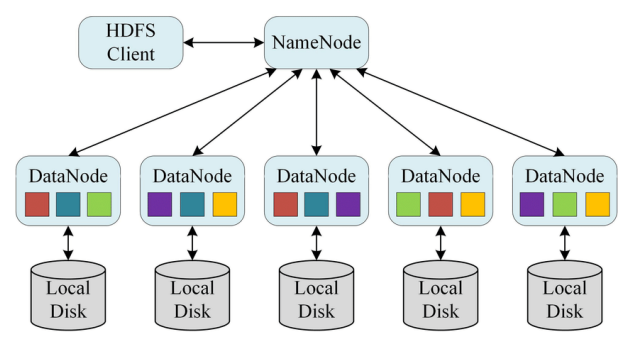 HDFS
Client
NameNode
DataNode
DataNode
DataNode
DataNode
DataNode
Local
Disk
Local
Disk
Local
Disk
Local
Disk
Local
Disk